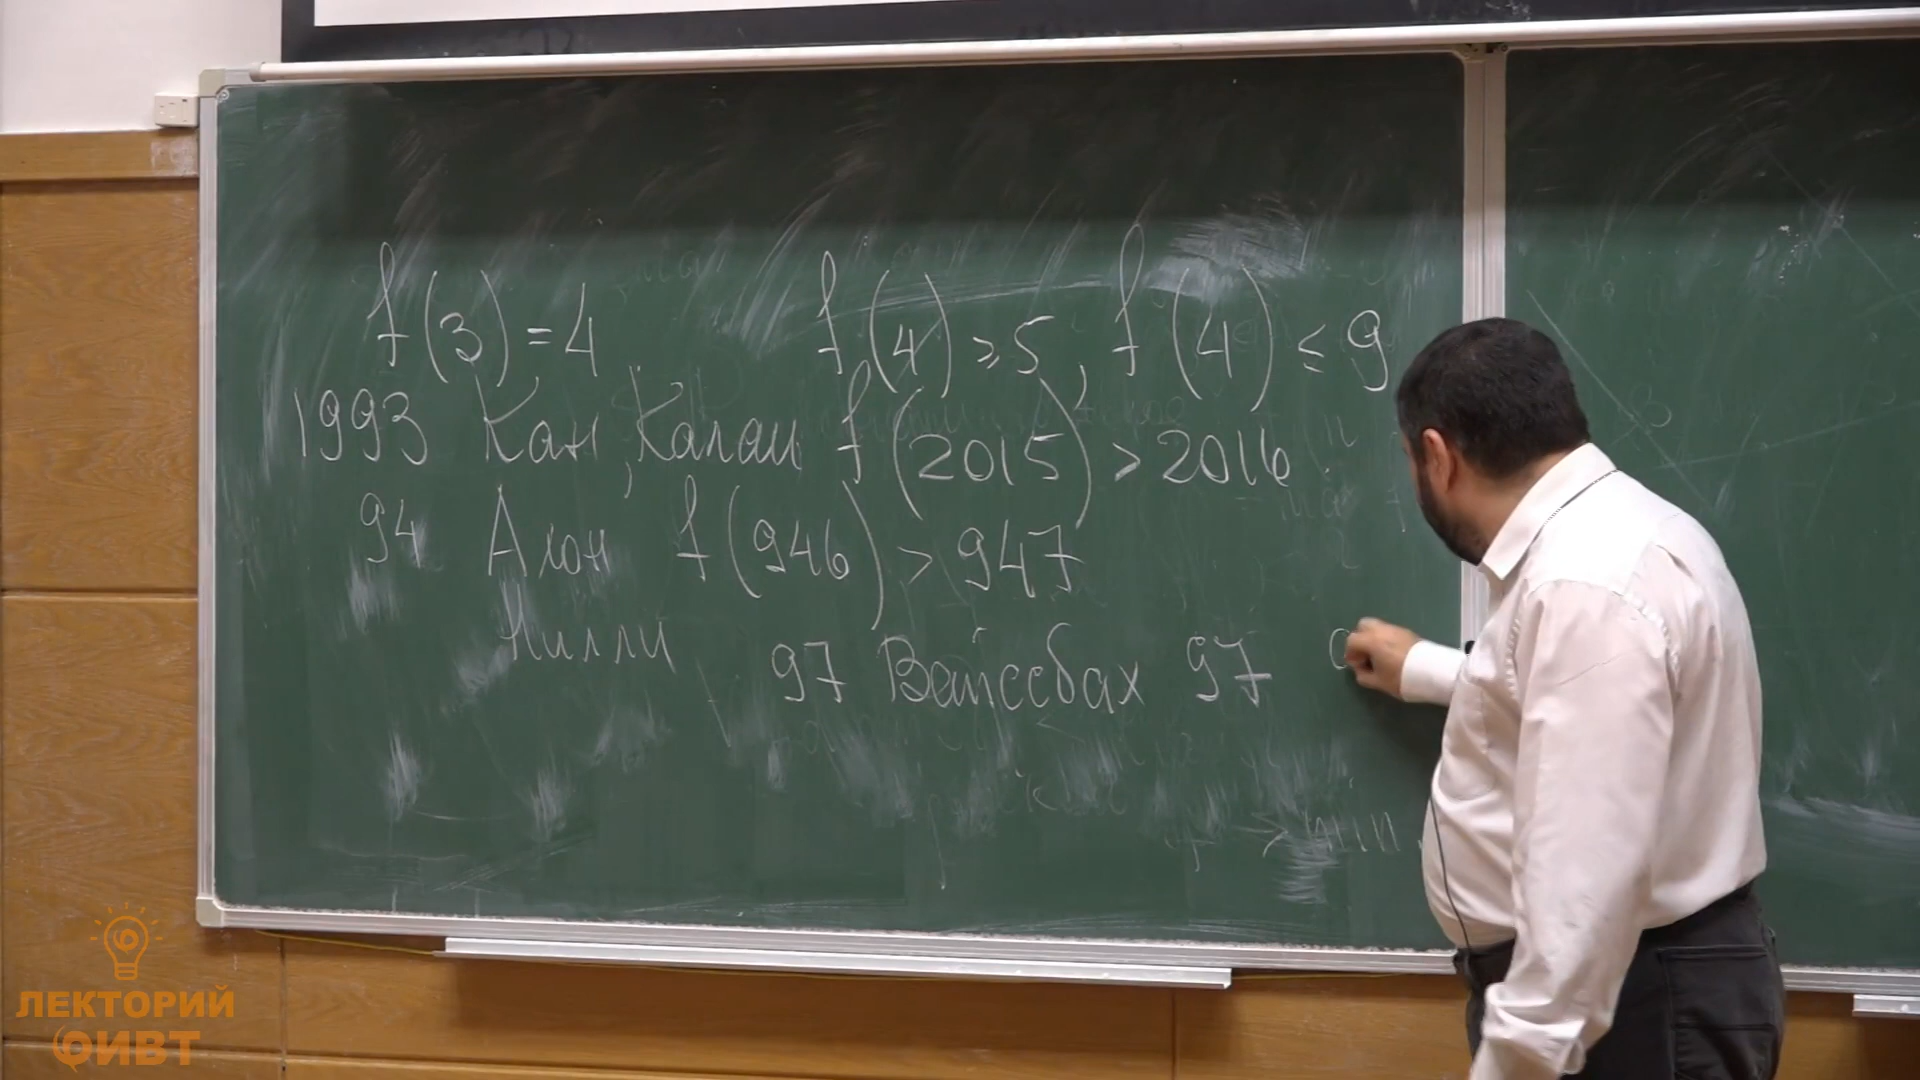 f(3)=4 f(4)⩾5, f(4)≤9
1993 Кан, Калаи f(2015)>2016
94 Алон f(946)>947
Нилли 97 Вейссбах 97
ЛЕКТОРИЙ
ФИВТ